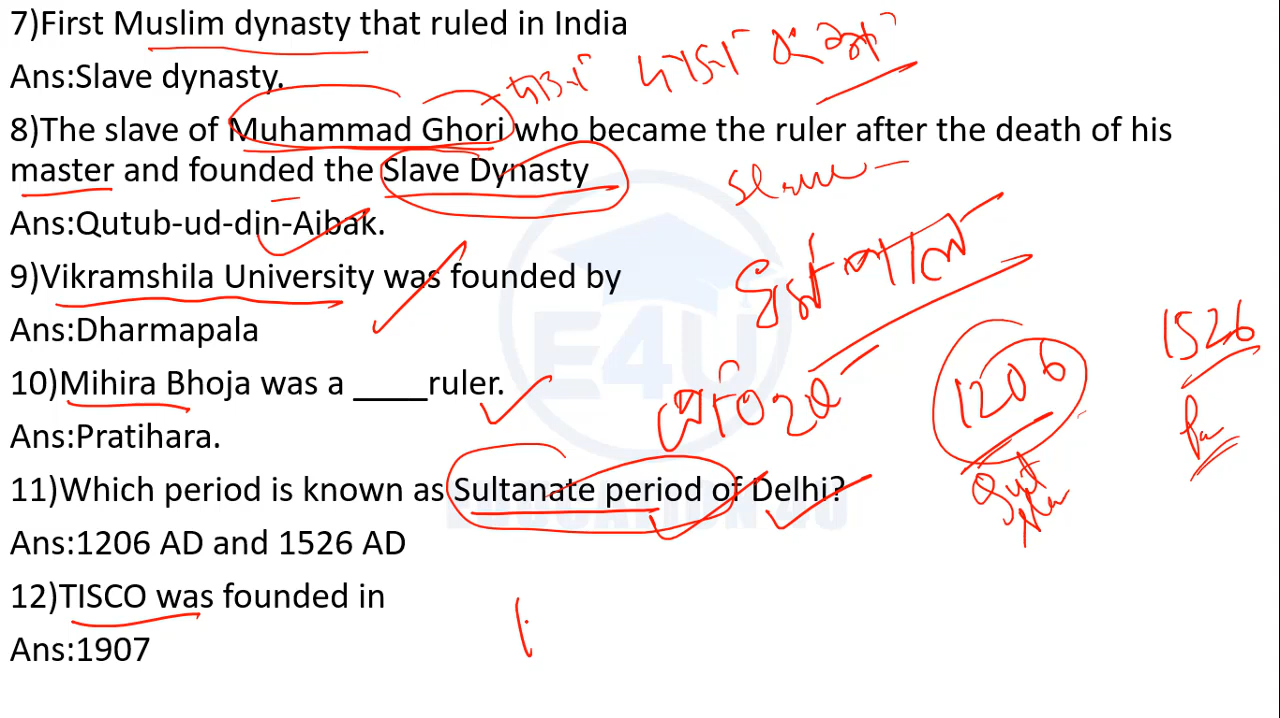 7)First Muslim dynasty that ruled in India
Ans:Slave dynasty.
8)The slave of Muhammad Ghori who became the ruler after the death of his
master and founded the Slave Dynasty
Ans:Qutub-ud-din-Aibak.
9)Vikramshila University was founded by
Ans:Dharmapala
10)Mihira Bhoja was a ____ruler.
Ans:Pratihara.
11)Which period is known as Sultanate period of Delhi?
Ans:1206 AD and 1526 AD
12)TISCO was founded in
Ans:1907
1206
1526
E4U
EDUCATION 4U